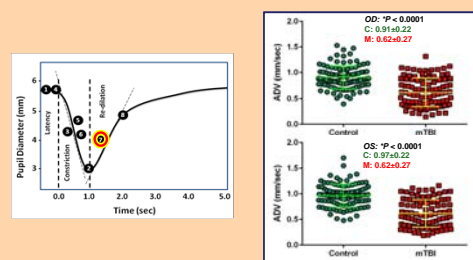 Pupil Diameter (mm)
6
5
4
3
Latency
Constriction
Re-dilation
1
4
3
5
6
7
2
8
0.0 1.0 2.0 3.0 4.0 5.0
Time (sec)
OD: *P < 0.0001
C: 0.91±0.22
M: 0.62±0.27
ADV (mm/sec)
2.0
1.5
1.0
0.5
0.0
Control mTBI
OS: *P < 0.0001
C: 0.97±0.22
M: 0.62±0.27
ADV (mm/sec)
2.0
1.5
1.0
0.5
0.0
Control mTBI